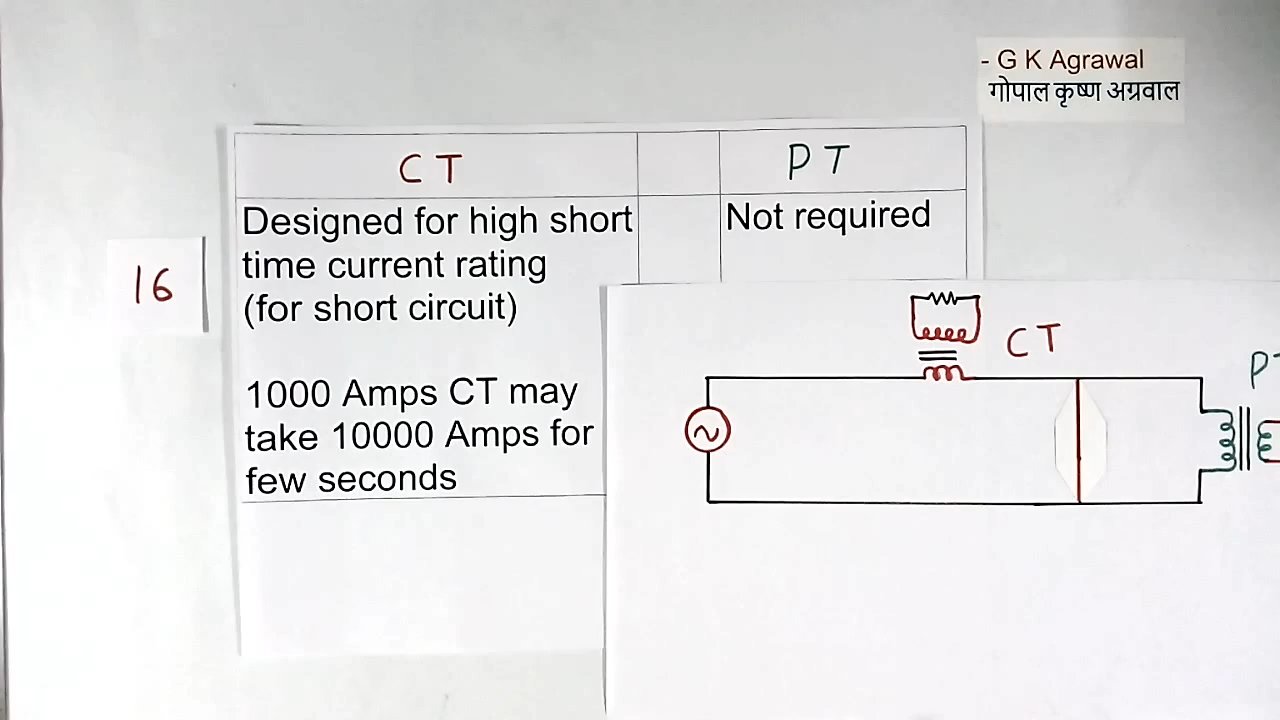 - G K Agrawal
गोपाल कृष्ण अग्रवाल
CT
PT
16
Designed for high short
time current rating
(for short circuit)
1000 Amps CT may
take 10000 Amps for
few seconds
Not required
CT
PT